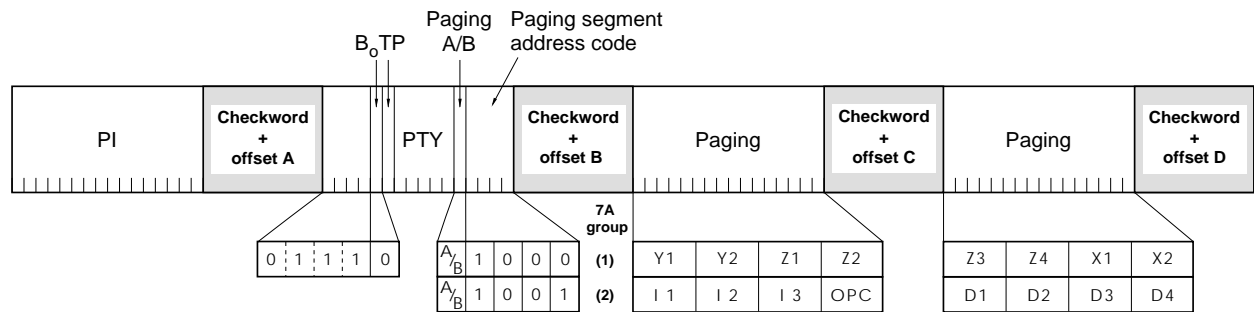 Paging Paging segment
B₀TP A/B address code
PI Checkword + offset A PTY Checkword + offset B Paging Checkword + offset C Paging Checkword + offset D
7A group
0 1 1 1 0 A/B 1 0 0 0 (1) Y1 Y2 Z1 Z2 Z3 Z4 X1 X2
A/B 1 0 0 1 (2) I1 I2 I3 OPC D1 D2 D3 D4